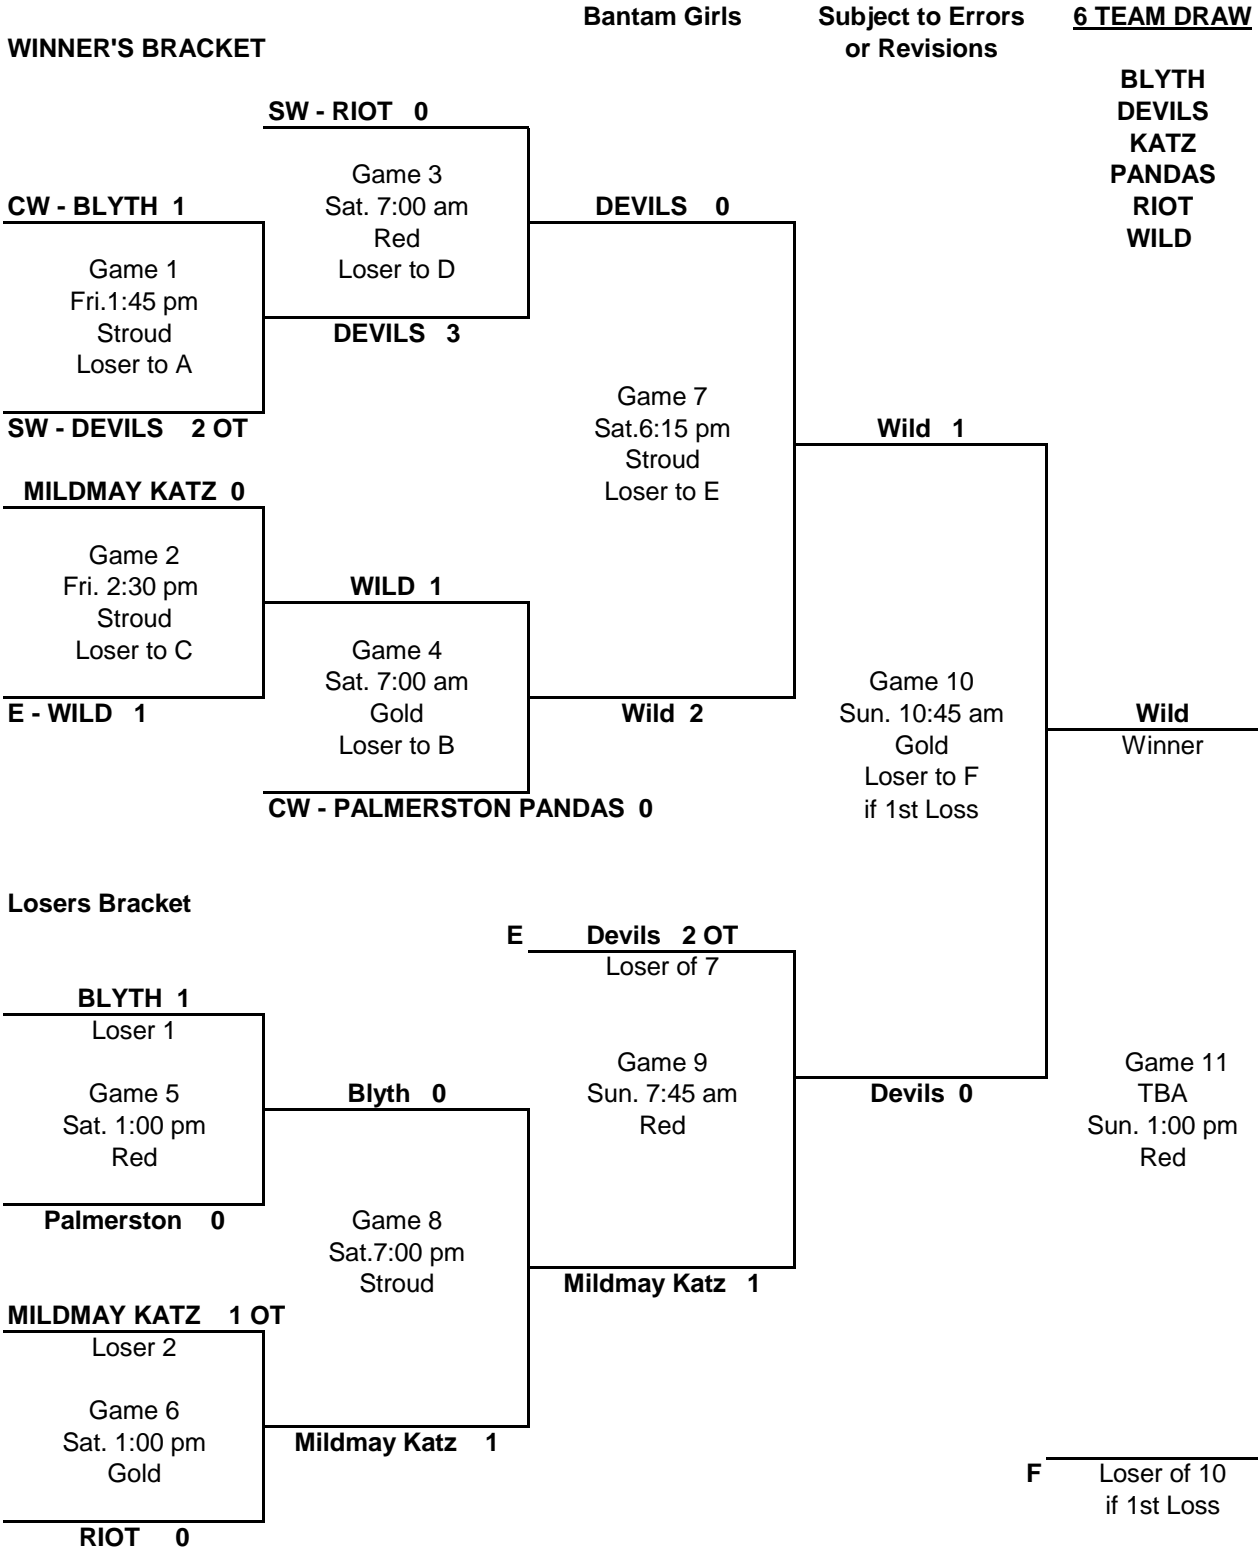 Bantam Girls
Subject to Errors
or Revisions
6 TEAM DRAW
WINNER'S BRACKET
BLYTH
DEVILS
KATZ
PANDAS
RIOT
WILD
SW - RIOT 0
Game 3
Sat. 7:00 am
Red
Loser to D
CW - BLYTH 1
DEVILS 0
Game 1
Fri.1:45 pm
Stroud
Loser to A
DEVILS 3
SW - DEVILS 2 OT
Game 7
Sat.6:15 pm
Stroud
Loser to E
Wild 1
MILDMAY KATZ 0
Game 2
Fri. 2:30 pm
Stroud
Loser to C
WILD 1
Game 4
Sat. 7:00 am
Gold
Loser to B
E - WILD 1
Wild 2
Game 10
Sun. 10:45 am
Gold
Loser to F
if 1st Loss
Wild
Winner
CW - PALMERSTON PANDAS 0
Losers Bracket
E Devils 2 OT
Loser of 7
BLYTH 1
Loser 1
Game 5
Sat. 1:00 pm
Red
Blyth 0
Game 9
Sun. 7:45 am
Red
Devils 0
Game 11
TBA
Sun. 1:00 pm
Red
Palmerston 0
Game 8
Sat.7:00 pm
Stroud
Mildmay Katz 1
MILDMAY KATZ 1 OT
Loser 2
Game 6
Sat. 1:00 pm
Gold
Mildmay Katz 1
F Loser of 10
if 1st Loss
RIOT 0